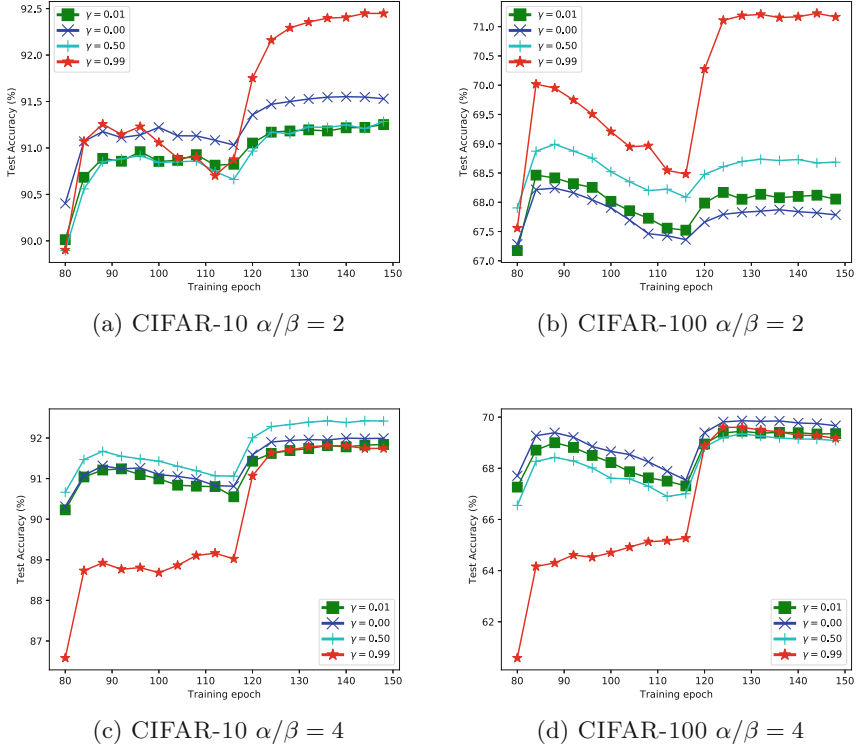 92.5
92.0
91.5
91.0
90.5
90.0
Test Accuracy (%)
γ = 0.01
γ = 0.00
γ = 0.50
γ = 0.99
80 90 100 110 120 130 140 150
Training epoch
(a) CIFAR-10 α/β = 2
71.0
70.5
70.0
69.5
69.0
68.5
68.0
67.5
67.0
Test Accuracy (%)
γ = 0.01
γ = 0.00
γ = 0.50
γ = 0.99
80 90 100 110 120 130 140 150
Training epoch
(b) CIFAR-100 α/β = 2
92
91
90
89
88
87
Test Accuracy (%)
γ = 0.01
γ = 0.00
γ = 0.50
γ = 0.99
80 90 100 110 120 130 140 150
Training epoch
(c) CIFAR-10 α/β = 4
70
68
66
64
62
Test Accuracy (%)
γ = 0.01
γ = 0.00
γ = 0.50
γ = 0.99
80 90 100 110 120 130 140 150
Training epoch
(d) CIFAR-100 α/β = 4